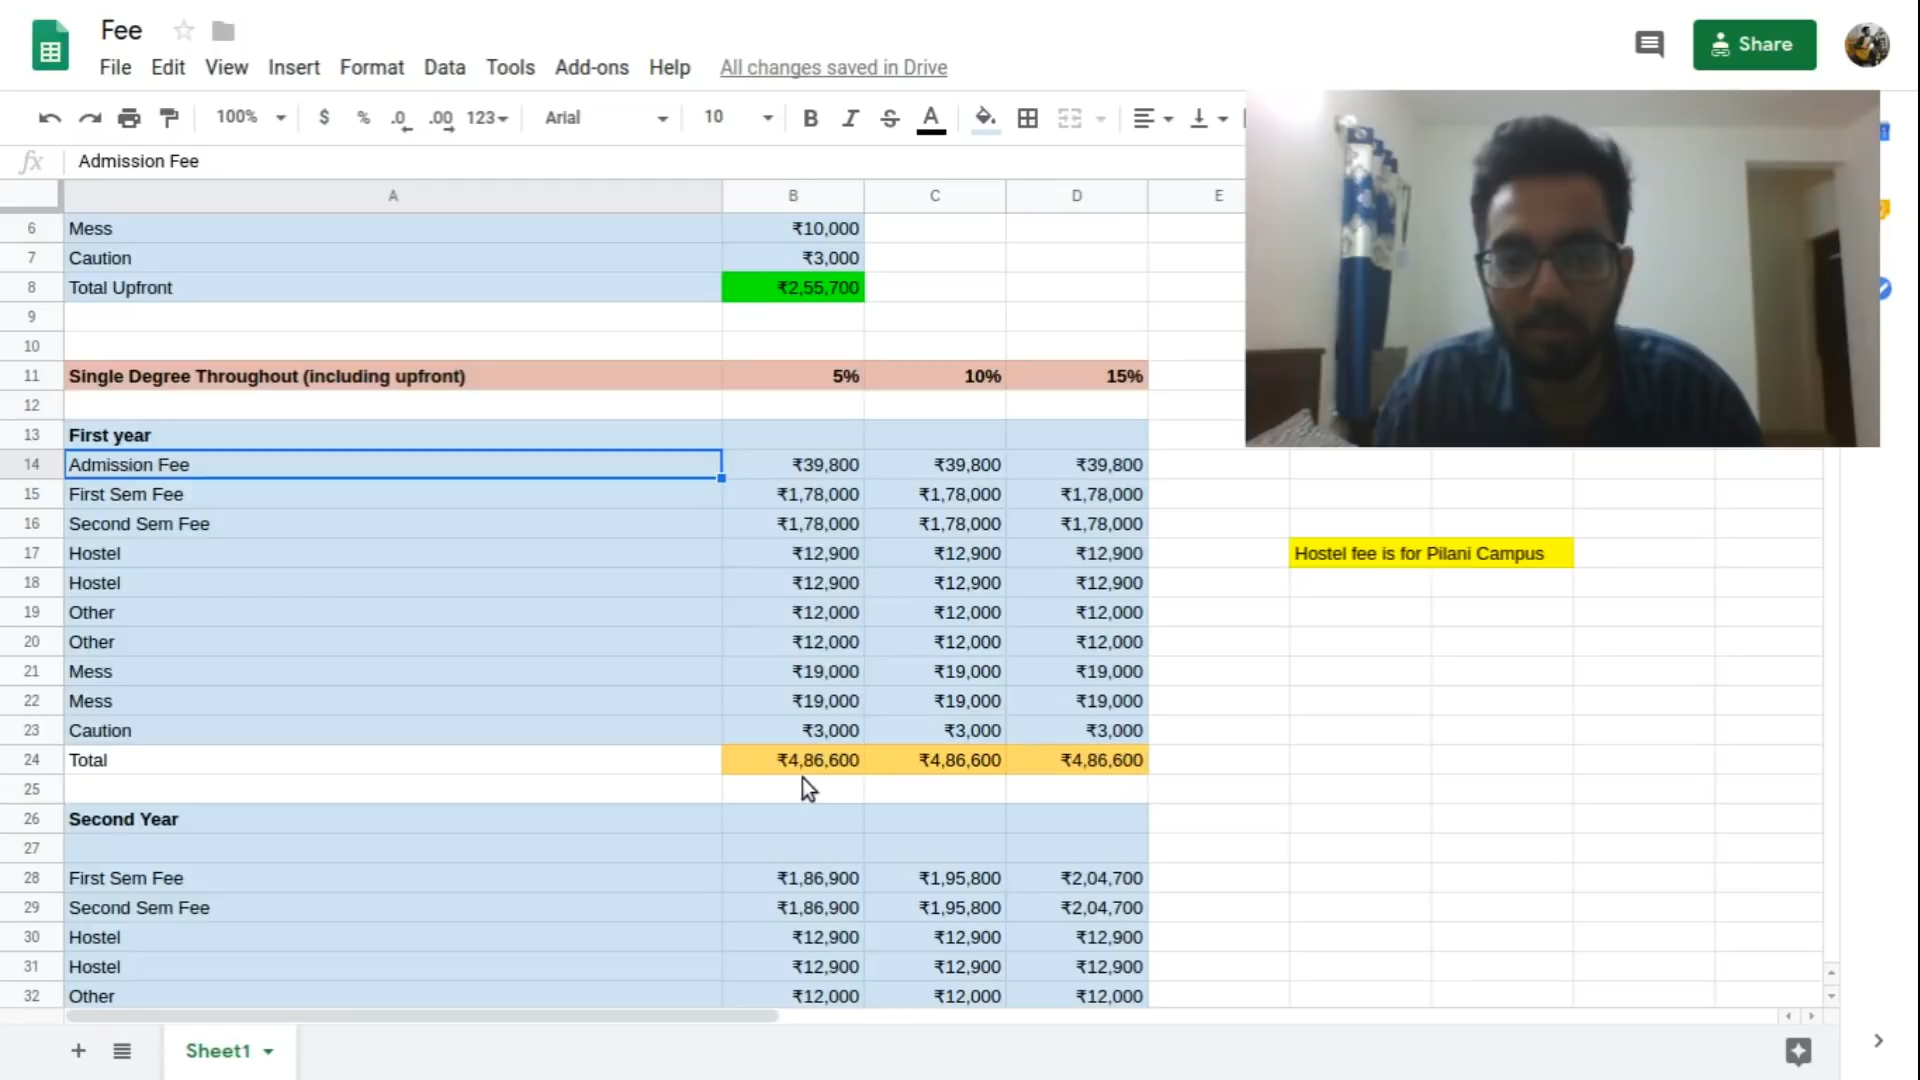 Fee
File Edit View Insert Format Data Tools Add-ons Help All changes saved in Drive
Share
100% $ % .0 .00 123 Arial 10 B I S A
fx Admission Fee
A B C D E
6 Mess ₹10,000
7 Caution ₹3,000
8 Total Upfront ₹2,55,700
9
10
11 Single Degree Throughout (including upfront) 5% 10% 15%
12
13 First year
14 Admission Fee ₹39,800 ₹39,800 ₹39,800
15 First Sem Fee ₹1,78,000 ₹1,78,000 ₹1,78,000
16 Second Sem Fee ₹1,78,000 ₹1,78,000 ₹1,78,000
17 Hostel ₹12,900 ₹12,900 ₹12,900 Hostel fee is for Pilani Campus
18 Hostel ₹12,900 ₹12,900 ₹12,900
19 Other ₹12,000 ₹12,000 ₹12,000
20 Other ₹12,000 ₹12,000 ₹12,000
21 Mess ₹19,000 ₹19,000 ₹19,000
22 Mess ₹19,000 ₹19,000 ₹19,000
23 Caution ₹3,000 ₹3,000 ₹3,000
24 Total ₹4,86,600 ₹4,86,600 ₹4,86,600
25
26 Second Year
27
28 First Sem Fee ₹1,86,900 ₹1,95,800 ₹2,04,700
29 Second Sem Fee ₹1,86,900 ₹1,95,800 ₹2,04,700
30 Hostel ₹12,900 ₹12,900 ₹12,900
31 Hostel ₹12,900 ₹12,900 ₹12,900
32 Other ₹12,000 ₹12,000 ₹12,000
Sheet1